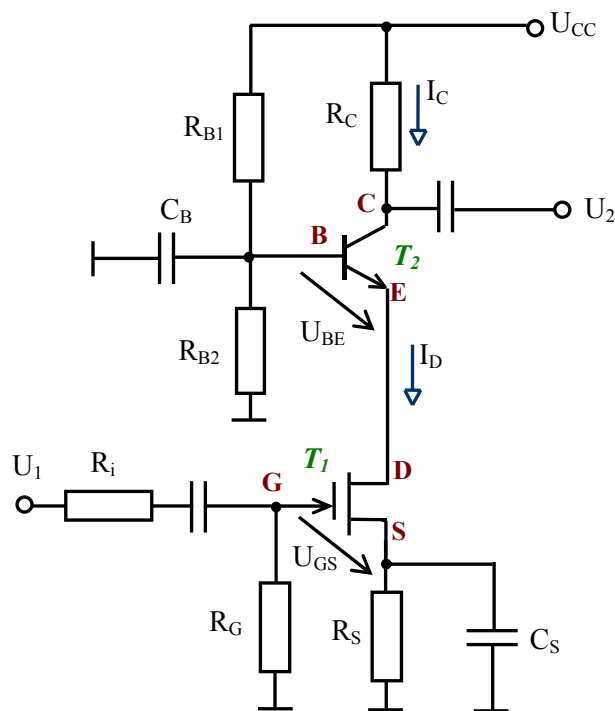 U_CC
I_C
R_C
R_B1
C_B
C
U_2
B
T_2
E
U_BE
R_B2
I_D
T_1
D
U_1
R_i
G
S
U_GS
R_G
R_S
C_S